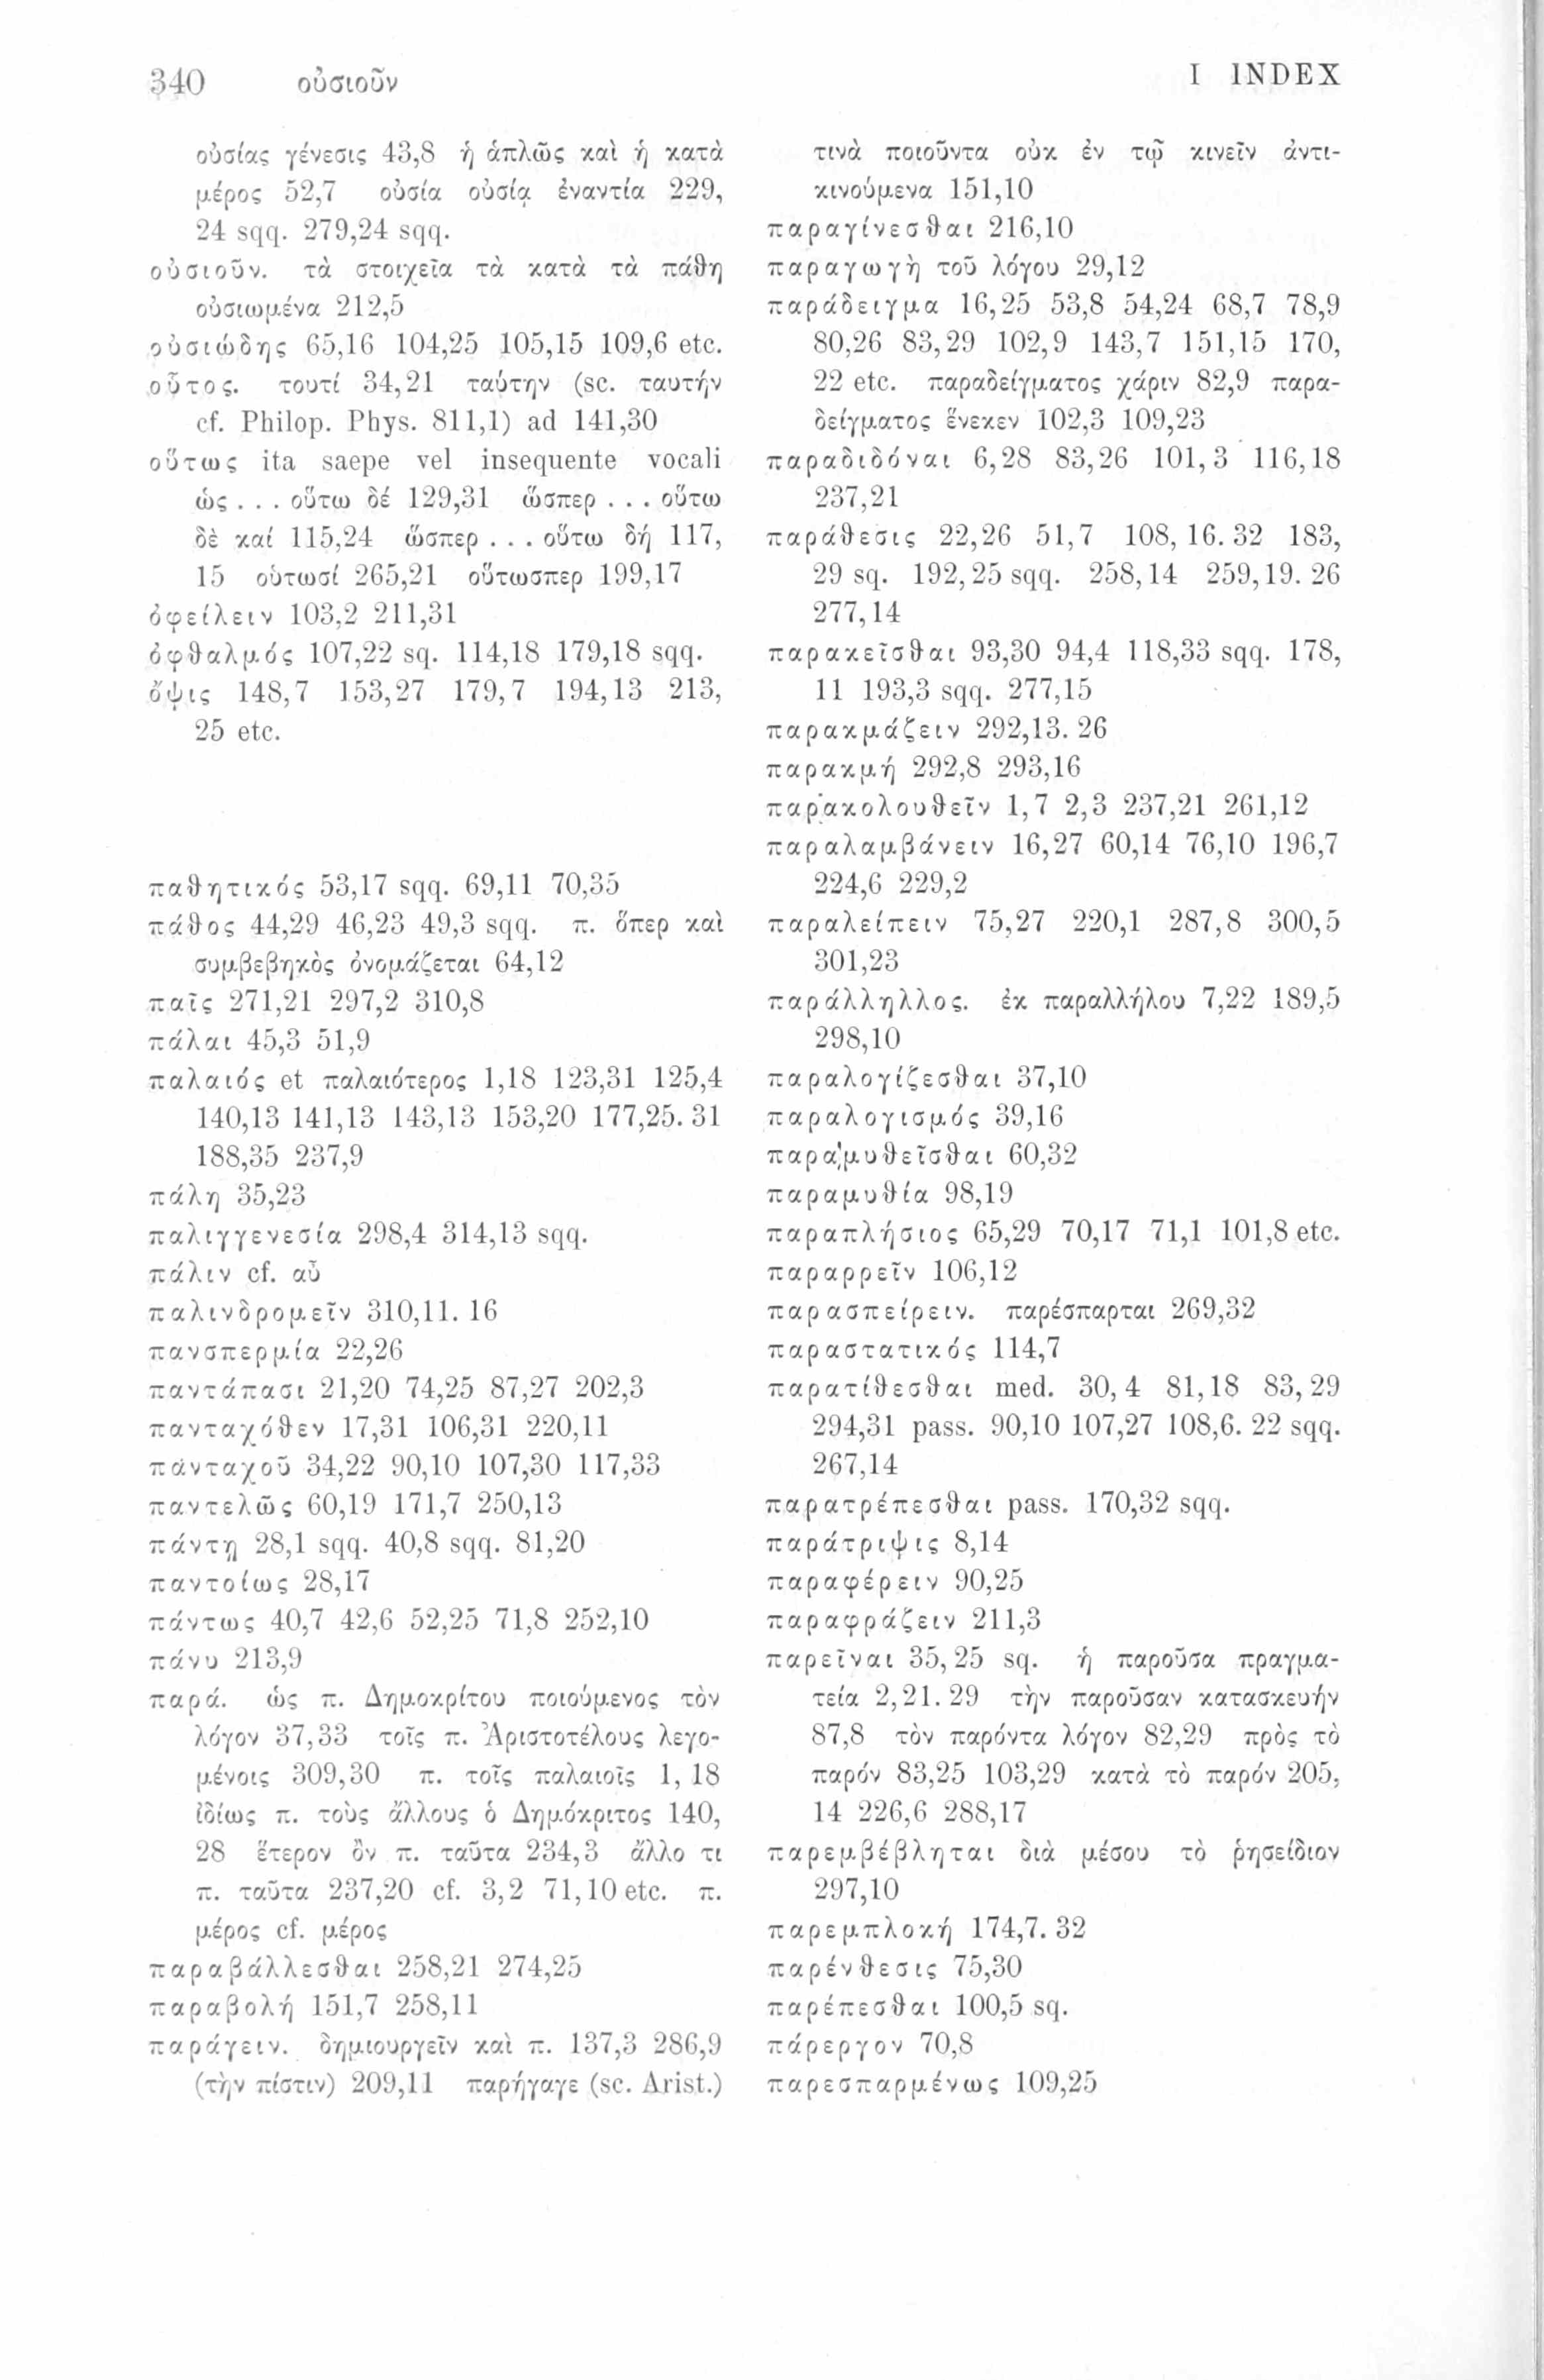 340 οὐσιοῦν I INDEX
οὐσίας γένεσις 43,8 ἡ ἁπλῶς καὶ ἡ κατὰ
μέρος 52,7 οὐσία οὐσίᾳ ἐναντία 229,
24 sqq. 279,24 sqq.
οὐσιοῦν. τὰ στοιχεῖα τὰ κατὰ τὰ πάθη
οὐσιωμένα 212,5
οὐσιώδης 65,16 104,25 105,15 109,6 etc.
οὗτος. τουτί 34,21 ταύτην (sc. ταυτήν
cf. Philop. Phys. 811,1) ad 141,30
οὕτως ita saepe vel insequente vocali
ὡς . . . οὕτω δέ 129,31 ὥσπερ . . . οὕτω
δὲ καί 115,24 ὥσπερ . . . οὕτω δή 117,
15 οὑτωσί 265,21 οὕτωσπερ 199,17
ὀφείλειν 103,2 211,31
ὀφθαλμός 107,22 sq. 114,18 179,18 sqq.
ὄψις 148,7 153,27 179,7 194,13 213,
25 etc.
παθητικός 53,17 sqq. 69,11 70,35
πάθος 44,29 46,23 49,3 sqq. π. ὅπερ καὶ
συμβεβηκὸς ὀνομάζεται 64,12
παῖς 271,21 297,2 310,8
πάλαι 45,3 51,9
παλαιός et παλαιότερος 1,18 123,31 125,4
140,13 141,13 143,13 153,20 177,25. 31
188,35 237,9
πάλη 35,23
παλιγγενεσία 298,4 314,13 sqq.
πάλιν cf. αὖ
παλινδρομεῖν 310,11. 16
πανσπερμία 22,26
παντάπασι 21,20 74,25 87,27 202,3
πανταχόθεν 17,31 106,31 220,11
πανταχοῦ 34,22 90,10 107,30 117,33
παντελῶς 60,19 171,7 250,13
πάντῃ 28,1 sqq. 40,8 sqq. 81,20
παντοίως 28,17
πάντως 40,7 42,6 52,25 71,8 252,10
πάνυ 213,9
παρά. ὡς π. Δημοκρίτου ποιούμενος τὸν
λόγον 37,33 τοῖς π. Ἀριστοτέλους λεγο-
μένοις 309,30 π. τοῖς παλαιοῖς 1, 18
ἰδίως π. τοὺς ἄλλους ὁ Δημόκριτος 140,
28 ἕτερον ὂν π. ταῦτα 234,3 ἄλλο τι
π. ταῦτα 237,20 cf. 3,2 71,10 etc. π.
μέρος cf. μέρος
παραβάλλεσθαι 258,21 274,25
παραβολή 151,7 258,11
παράγειν. δημιουργεῖν καὶ π. 137,3 286,9
(τὴν πίστιν) 209,11 παρήγαγε (sc. Arist.)
τινὰ ποιοῦντα οὐκ ἐν τῷ κινεῖν ἀντι-
κινούμενα 151,10
παραγίνεσθαι 216,10
παραγωγὴ τοῦ λόγου 29,12
παράδειγμα 16,25 53,8 54,24 68,7 78,9
80,26 83,29 102,9 143,7 151,15 170,
22 etc. παραδείγματος χάριν 82,9 παρα-
δείγματος ἕνεκεν 102,3 109,23
παραδιδόναι 6,28 83,26 101,3 116,18
237,21
παράθεσις 22,26 51,7 108,16. 32 183,
29 sq. 192,25 sqq. 258,14 259,19. 26
277,14
παρακεῖσθαι 93,30 94,4 118,33 sqq. 178,
11 193,3 sqq. 277,15
παρακμάζειν 292,13. 26
παρακμή 292,8 293,16
παρακολουθεῖν 1,7 2,3 237,21 261,12
παραλαμβάνειν 16,27 60,14 76,10 196,7
224,6 229,2
παραλείπειν 75,27 220,1 287,8 300,5
301,23
παράλληλλος. ἐκ παραλλήλου 7,22 189,5
298,10
παραλογίζεσθαι 37,10
παραλογισμός 39,16
παραμυθεῖσθαι 60,32
παραμυθία 98,19
παραπλήσιος 65,29 70,17 71,1 101,8 etc.
παραρρεῖν 106,12
παρασπείρειν. παρέσπαρται 269,32
παραστατικός 114,7
παρατίθεσθαι med. 30,4 81,18 83,29
294,31 pass. 90,10 107,27 108,6. 22 sqq.
267,14
παρατρέπεσθαι pass. 170,32 sqq.
παράτριψις 8,14
παραφέρειν 90,25
παραφράζειν 211,3
παρεῖναι 35,25 sq. ἡ παροῦσα πραγμα-
τεία 2,21. 29 τὴν παροῦσαν κατασκευήν
87,8 τὸν παρόντα λόγον 82,29 πρὸς τὸ
παρόν 83,25 103,29 κατὰ τὸ παρόν 205,
14 226,6 288,17
παρεμβέβληται διὰ μέσου τὸ ῥησείδιον
297,10
παρεμπλοκή 174,7. 32
παρένθεσις 75,30
παρέπεσθαι 100,5 sq.
πάρεργον 70,8
παρεσπαρμένως 109,25